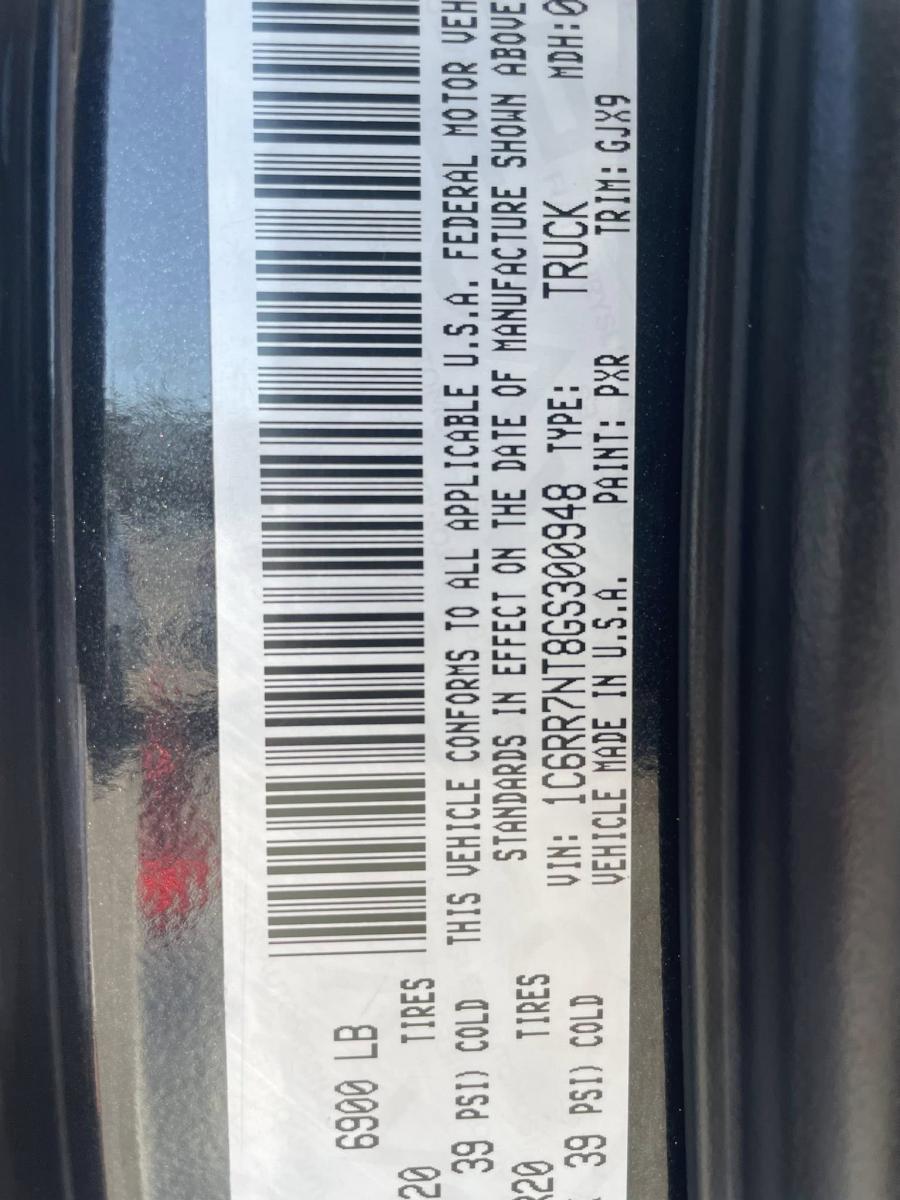 6900 LB
20 TIRES
39 PSI) COLD
R20 TIRES
39 PSI) COLD
THIS VEHICLE CONFORMS TO ALL APPLICABLE U.S.A. FEDERAL MOTOR VEH
STANDARDS IN EFFECT ON THE DATE OF MANUFACTURE SHOWN ABOVE
VIN: 1C6RR7NT8GS300948 TYPE: TRUCK MDH:0
VEHICLE MADE IN U.S.A. PAINT: PXR TRIM: GJX9